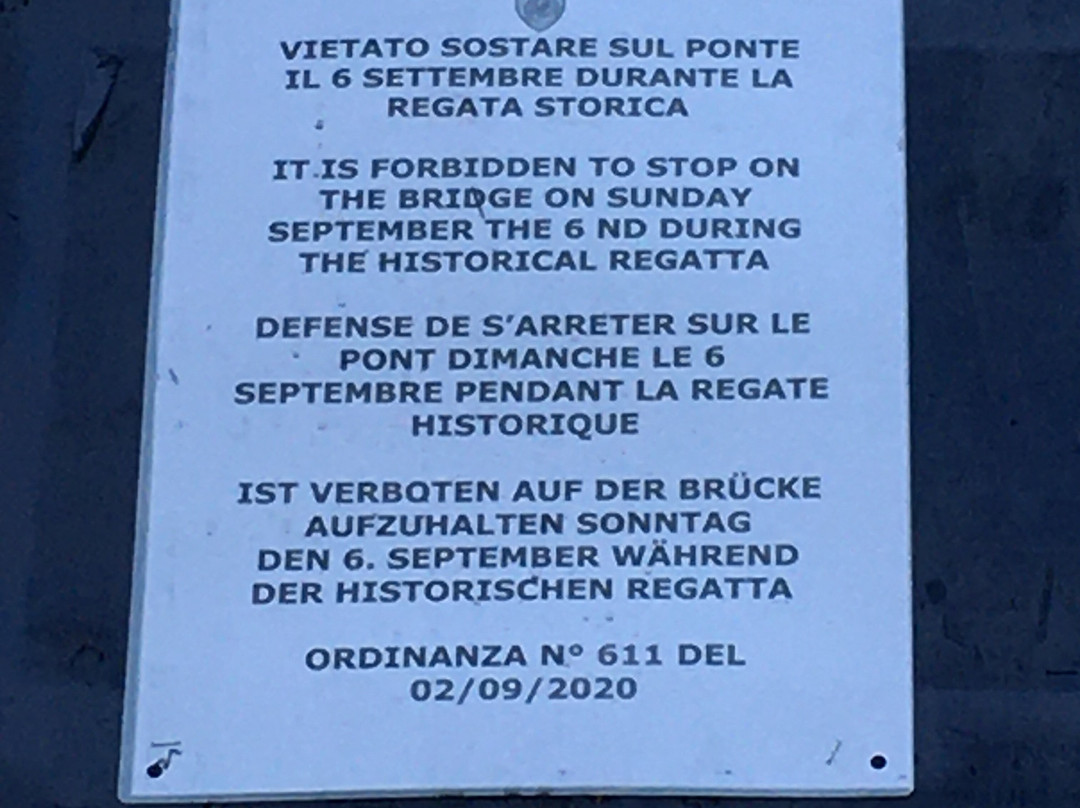 VIETATO SOSTARE SUL PONTE
IL 6 SETTEMBRE DURANTE LA
REGATA STORICA
IT IS FORBIDDEN TO STOP ON
THE BRIDGE ON SUNDAY
SEPTEMBER THE 6 ND DURING
THE HISTORICAL REGATTA
DEFENSE DE S'ARRETER SUR LE
PONT DIMANCHE LE 6
SEPTEMBRE PENDANT LA REGATE
HISTORIQUE
IST VERBOTEN AUF DER BRÜCKE
AUFZUHALTEN SONNTAG
DEN 6. SEPTEMBER WÄHREND
DER HISTORISCHEN REGATTA
ORDINANZA N° 611 DEL
02/09/2020